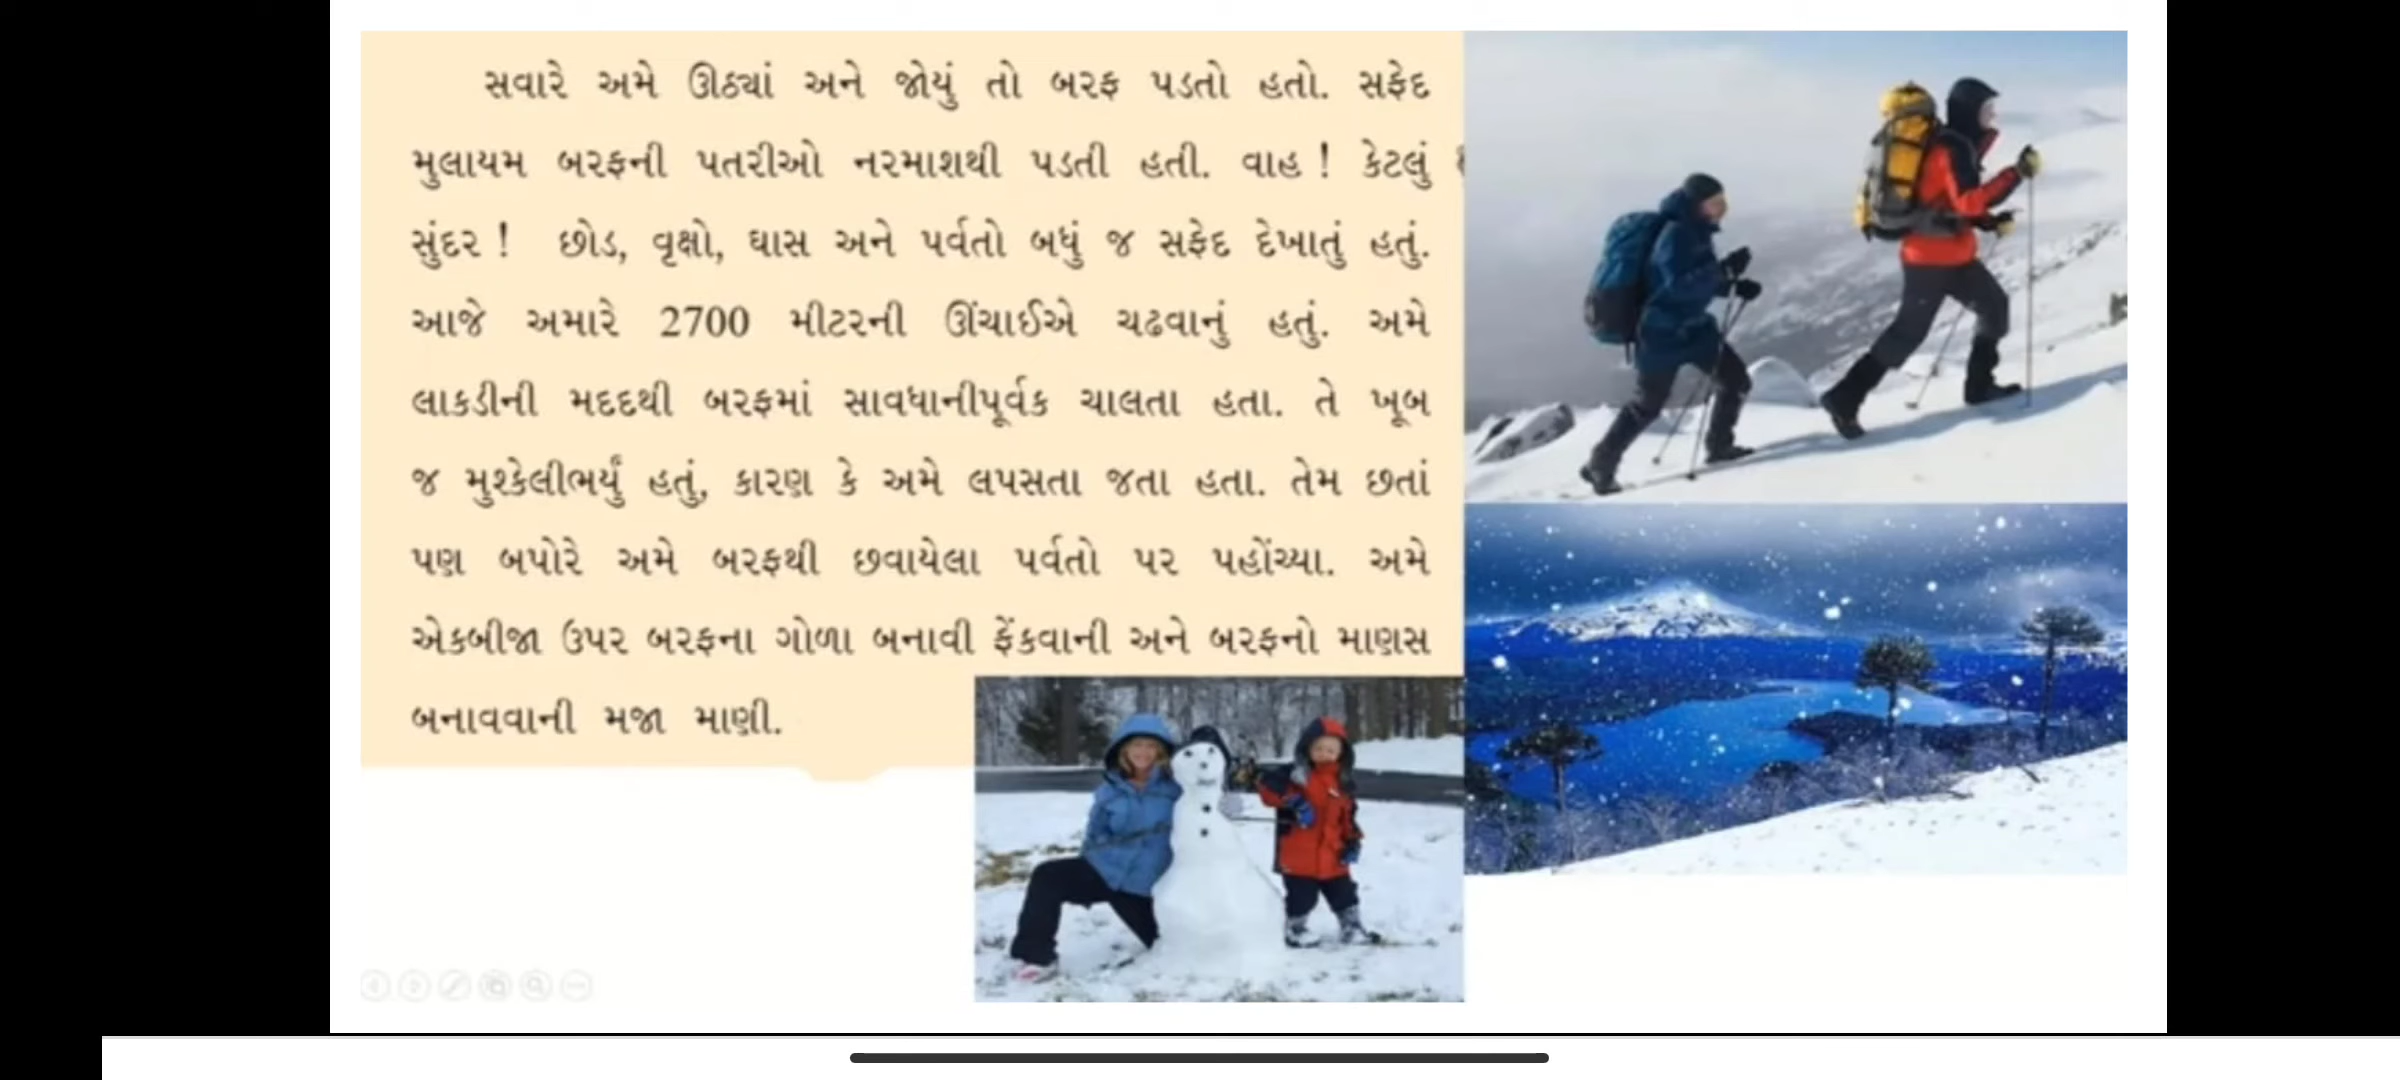 સવારે અમે ઊઠ્યાં અને જોયું તો બરફ પડતો હતો. સફેદ
મુલાયમ બરફની પતરીઓ નરમાશથી પડતી હતી. વાહ ! કેટલું
સુંદર ! છોડ, વૃક્ષો, ઘાસ અને પર્વતો બધું જ સફેદ દેખાતું હતું.
આજે અમારે 2700 મીટરની ઊંચાઈએ ચઢવાનું હતું. અમે
લાકડીની મદદથી બરફમાં સાવધાનીપૂર્વક ચાલતા હતા. તે ખૂબ
જ મુશ્કેલીભર્યું હતું, કારણ કે અમે લપસતા જતા હતા. તેમ છતાં
પણ બપોરે અમે બરફથી છવાયેલા પર્વતો પર પહોંચ્યા. અમે
એકબીજા ઉપર બરફના ગોળા બનાવી ફેંકવાની અને બરફનો માણસ
બનાવવાની મજા માણી.